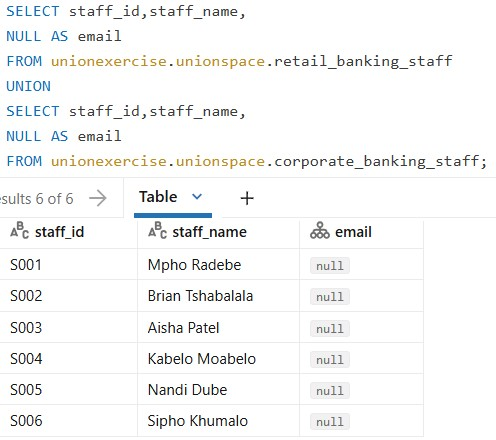 SELECT staff_id,staff_name,
NULL AS email
FROM unionexercise.unionspace.retail_banking_staff
UNION
SELECT staff_id,staff_name,
NULL AS email
FROM unionexercise.unionspace.corporate_banking_staff;
esults 6 of 6 → Table +
ABC staff_id ABC staff_name email
S001 Mpho Radebe null
S002 Brian Tshabalala null
S003 Aisha Patel null
S004 Kabelo Moabelo null
S005 Nandi Dube null
S006 Sipho Khumalo null